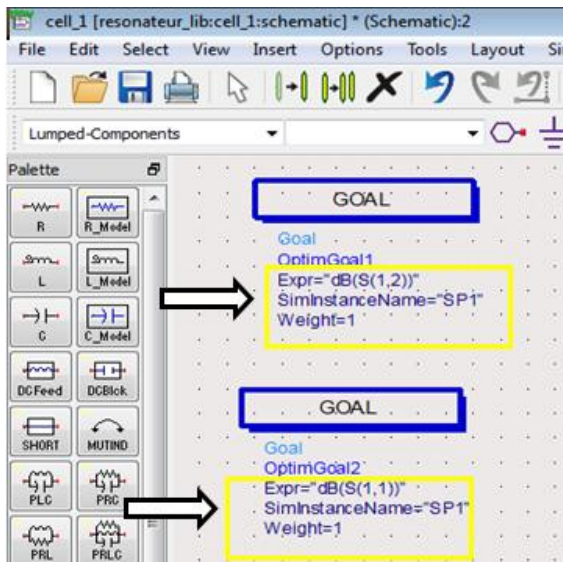 cell_1 [resonateur_lib:cell_1:schematic] * (Schematic):2
File Edit Select View Insert Options Tools Layout Si
Lumped-Components
Palette
R R_Model
L L_Model
C C_Model
DCFeed DCBlck
SHORT MUTIND
PLC PRC
PRL PRLC
GOAL
Goal
OptimGoal1
Expr="dB(S(1,2))"
SimInstanceName="SP1"
Weight=1
GOAL
Goal
OptimGoal2
Expr="dB(S(1,1))"
SimInstanceName="SP1"
Weight=1